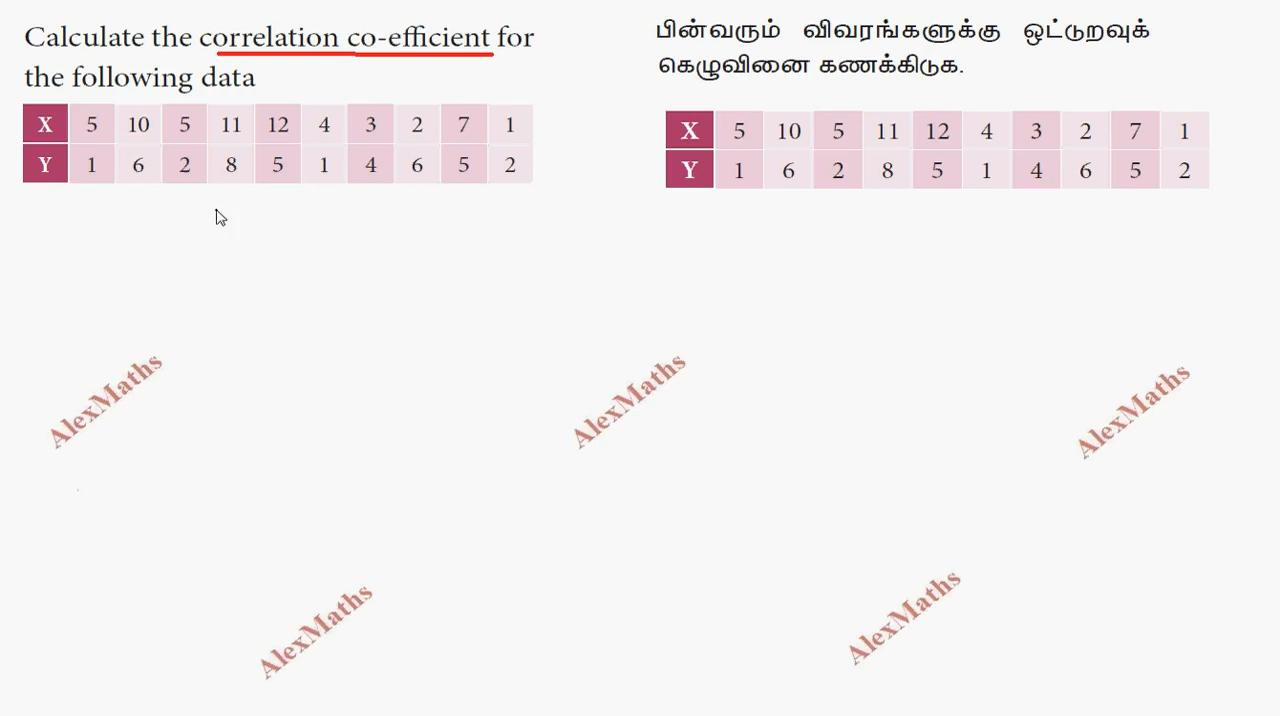 Calculate the correlation co-efficient for
the following data
X 5 10 5 11 12 4 3 2 7 1
Y 1 6 2 8 5 1 4 6 5 2
பின்வரும் விவரங்களுக்கு ஒட்டுறவுக்
கெழுவினை கணக்கிடுக.
X 5 10 5 11 12 4 3 2 7 1
Y 1 6 2 8 5 1 4 6 5 2
AlexMaths
AlexMaths
AlexMaths
AlexMaths
AlexMaths